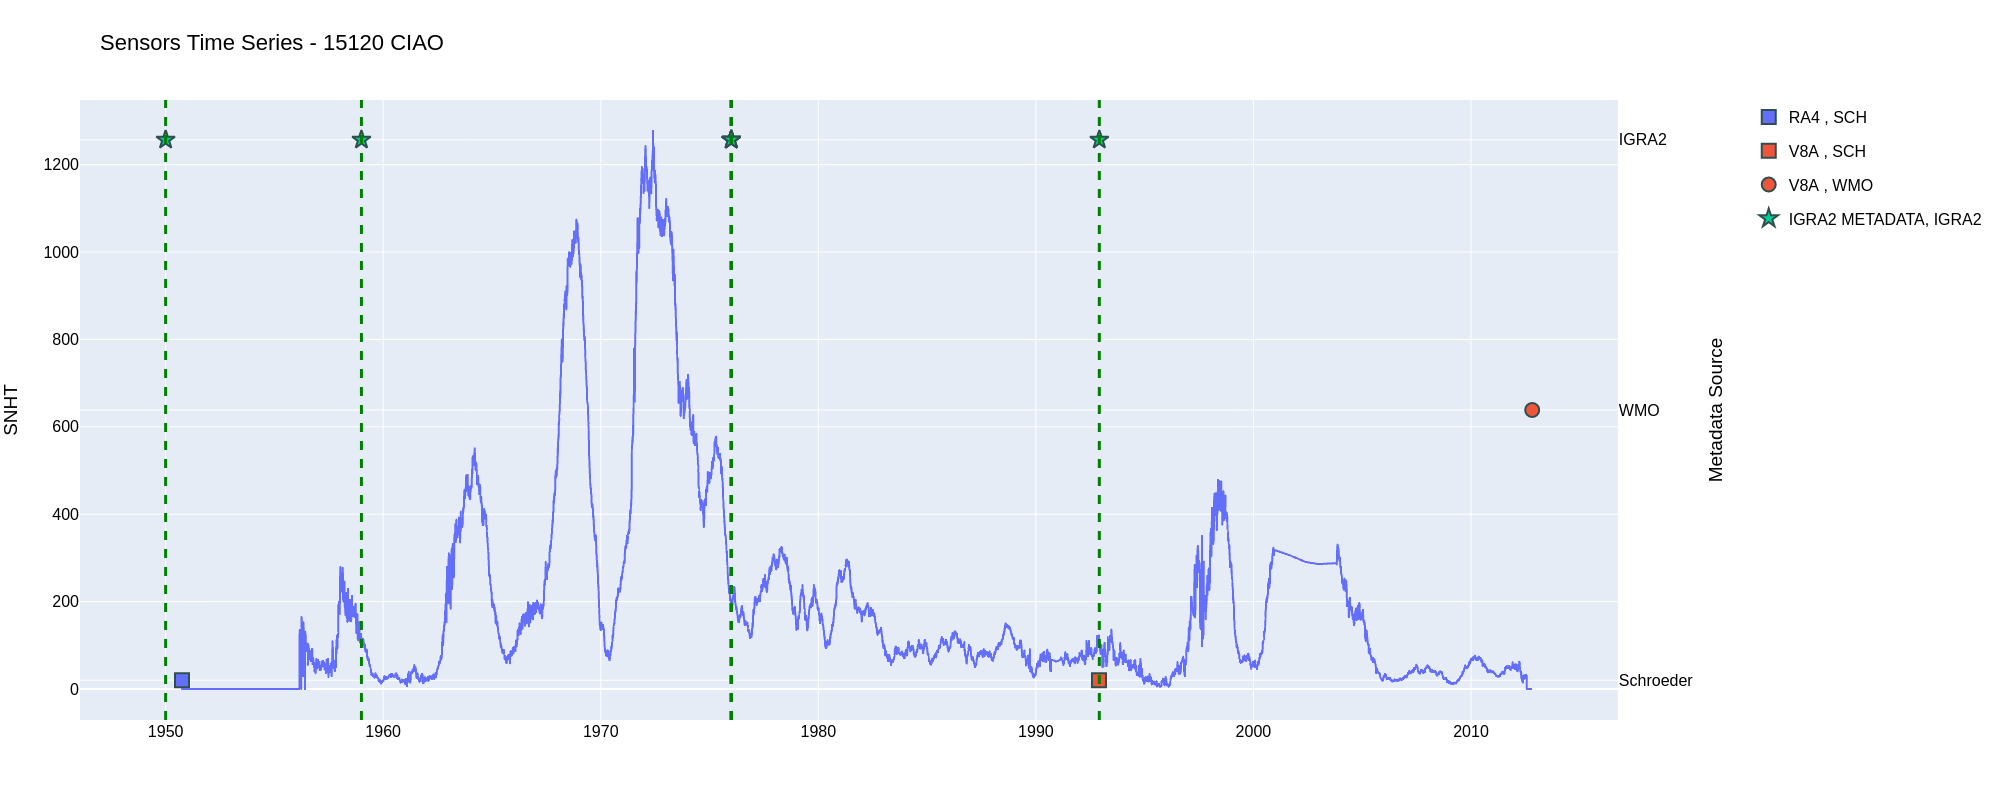 Sensors Time Series - 15120 CIAO
SNHT
1200
1000
800
600
400
200
0
1950
1960
1970
1980
1990
2000
2010
IGRA2
WMO
Schroeder
Metadata Source
RA4 , SCH
V8A , SCH
V8A , WMO
IGRA2 METADATA, IGRA2